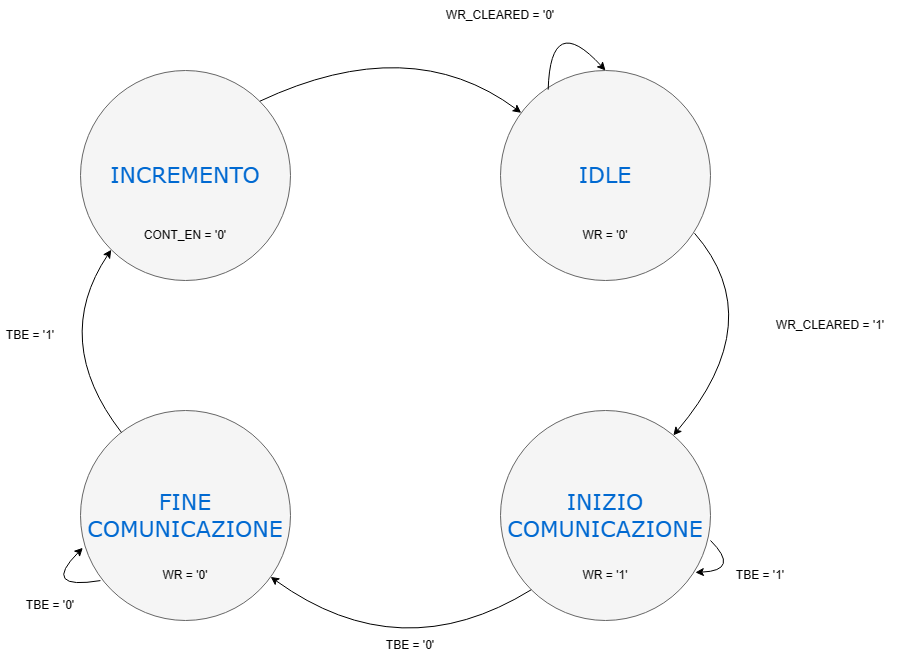 WR_CLEARED = '0'
INCREMENTO
CONT_EN = '0'
IDLE
WR = '0'
TBE = '1'
WR_CLEARED = '1'
FINE
COMUNICAZIONE
WR = '0'
INIZIO
COMUNICAZIONE
WR = '1'
TBE = '1'
TBE = '0'
TBE = '0'